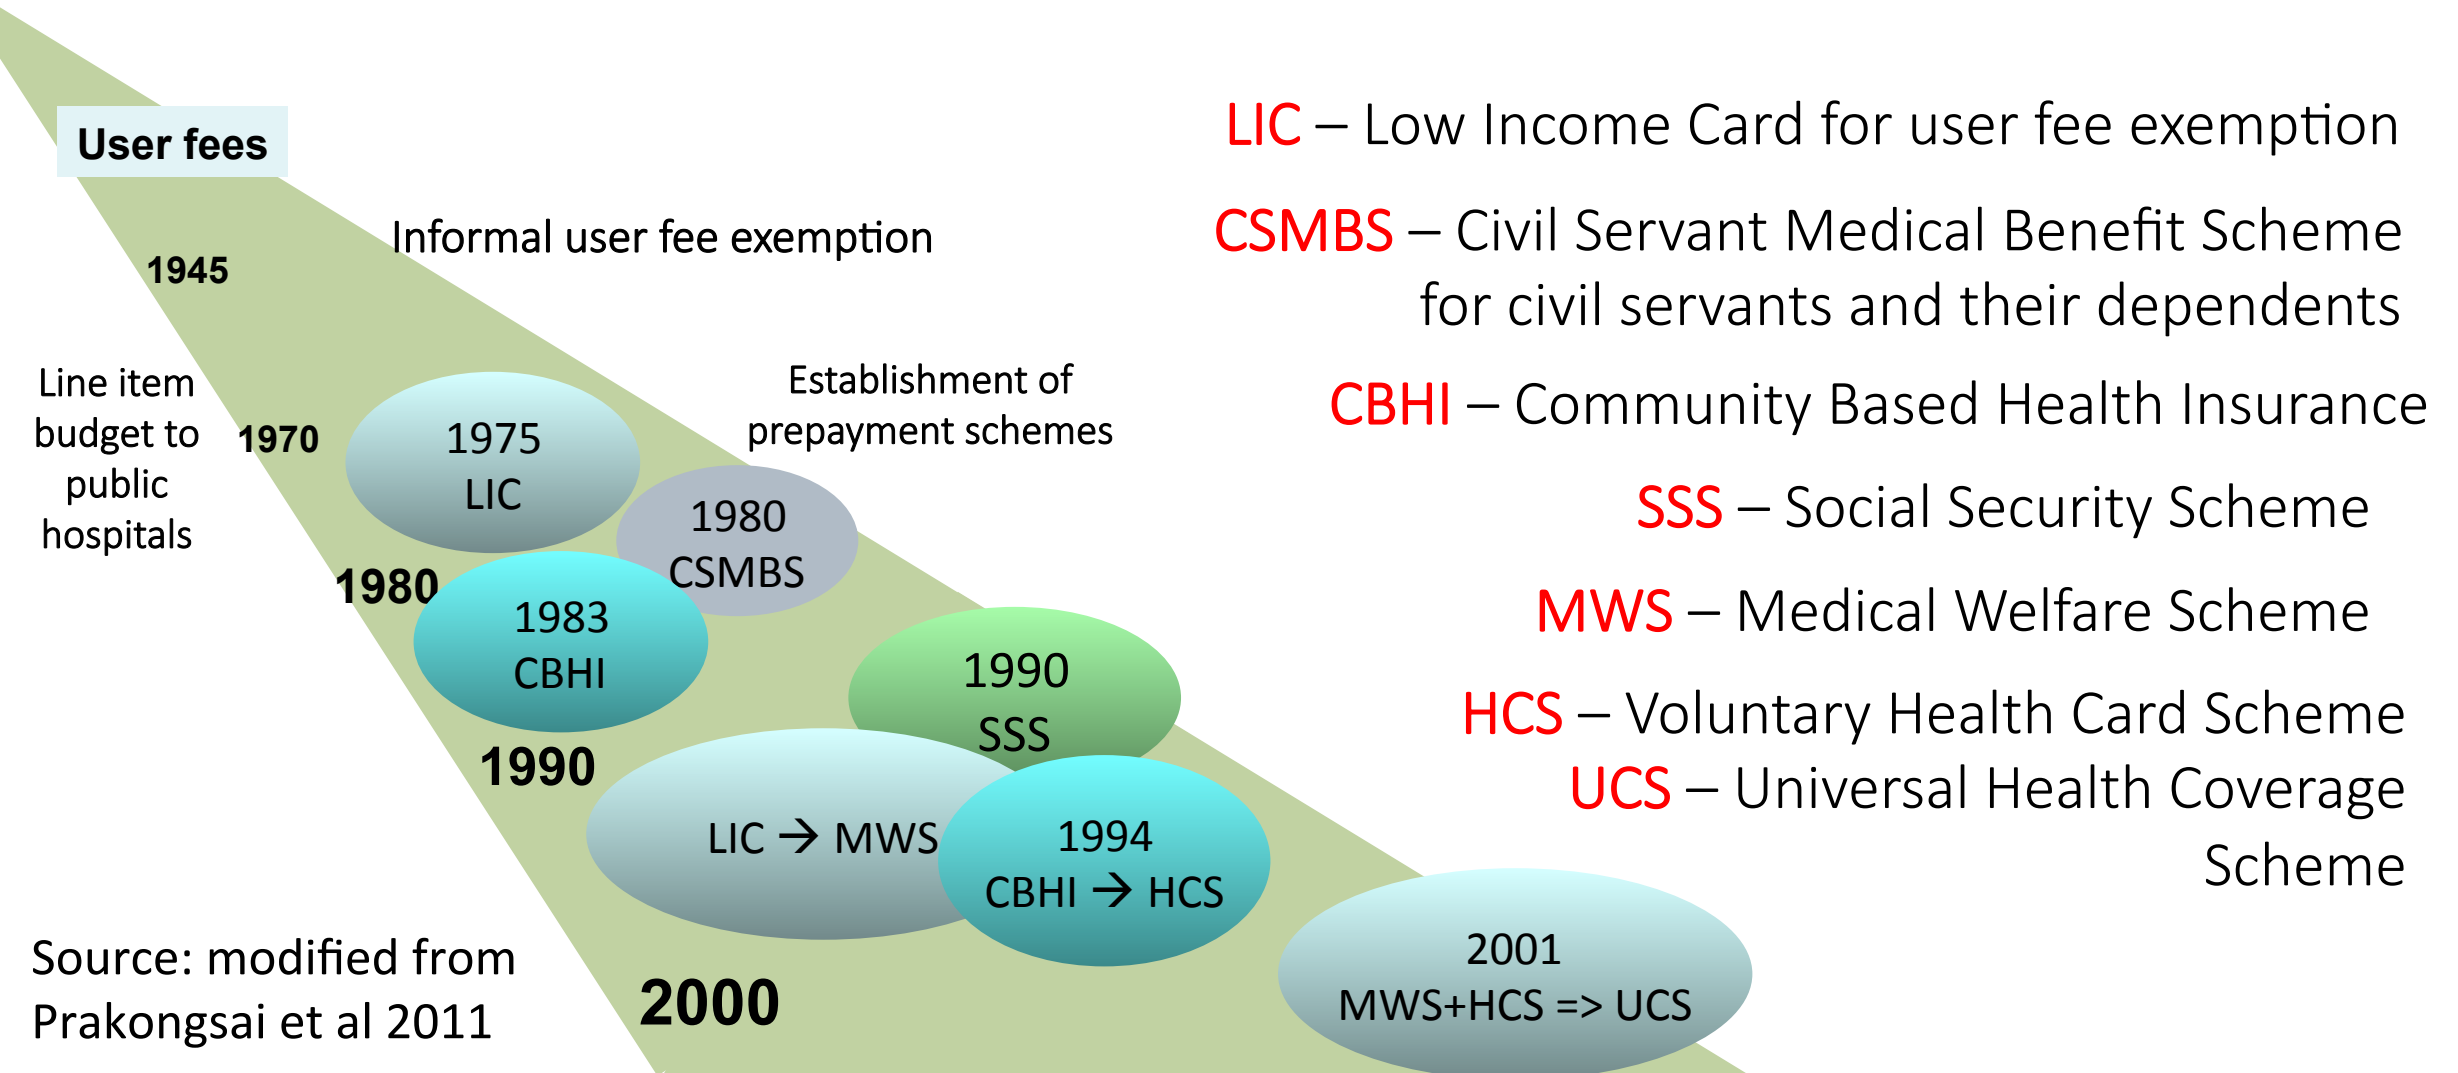 User fees
1945
Informal user fee exemption
Line item
budget to
public
hospitals
1970
1975
LIC
Establishment of
prepayment schemes
1980
CSMBS
1980
1983
CBHI
1990
SSS
1990
LIC → MWS
1994
CBHI → HCS
2000
2001
MWS+HCS => UCS
Source: modified from
Prakongsai et al 2011
LIC – Low Income Card for user fee exemption
CSMBS – Civil Servant Medical Benefit Scheme
for civil servants and their dependents
CBHI – Community Based Health Insurance
SSS – Social Security Scheme
MWS – Medical Welfare Scheme
HCS – Voluntary Health Card Scheme
UCS – Universal Health Coverage
Scheme